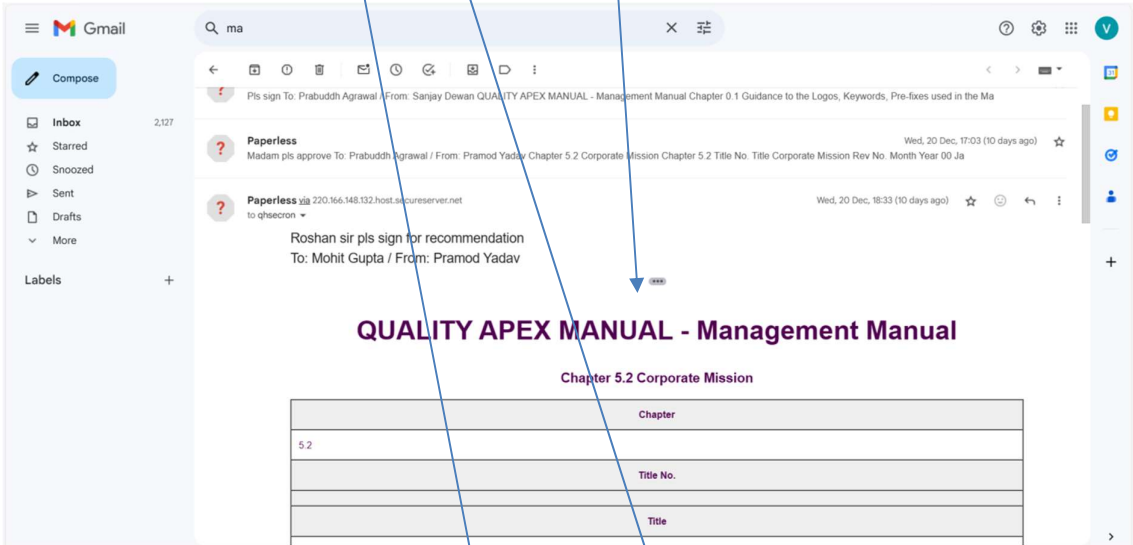 Gmail
ma
V
Compose
31
Inbox 2,127
Starred
Snoozed
Sent
Drafts
More
Labels
Pls sign To: Prabuddh Agrawal / From: Sanjay Dewan QUALITY APEX MANUAL - Management Manual Chapter 0.1 Guidance to the Logos, Keywords, Pre-fixes used in the Ma
Paperless Wed, 20 Dec, 17:03 (10 days ago)
Madam pls approve To: Prabuddh Agrawal / From: Pramod Yadav Chapter 5.2 Corporate Mission Chapter 5.2 Title No. Title Corporate Mission Rev No. Month Year 00 Ja
Paperless via 220.166.148.132.host.secureserver.net Wed, 20 Dec, 18:33 (10 days ago)
to qhsecron
Roshan sir pls sign for recommendation
To: Mohit Gupta / From: Pramod Yadav
QUALITY APEX MANUAL - Management Manual
Chapter 5.2 Corporate Mission
Chapter
5.2
Title No.
Title